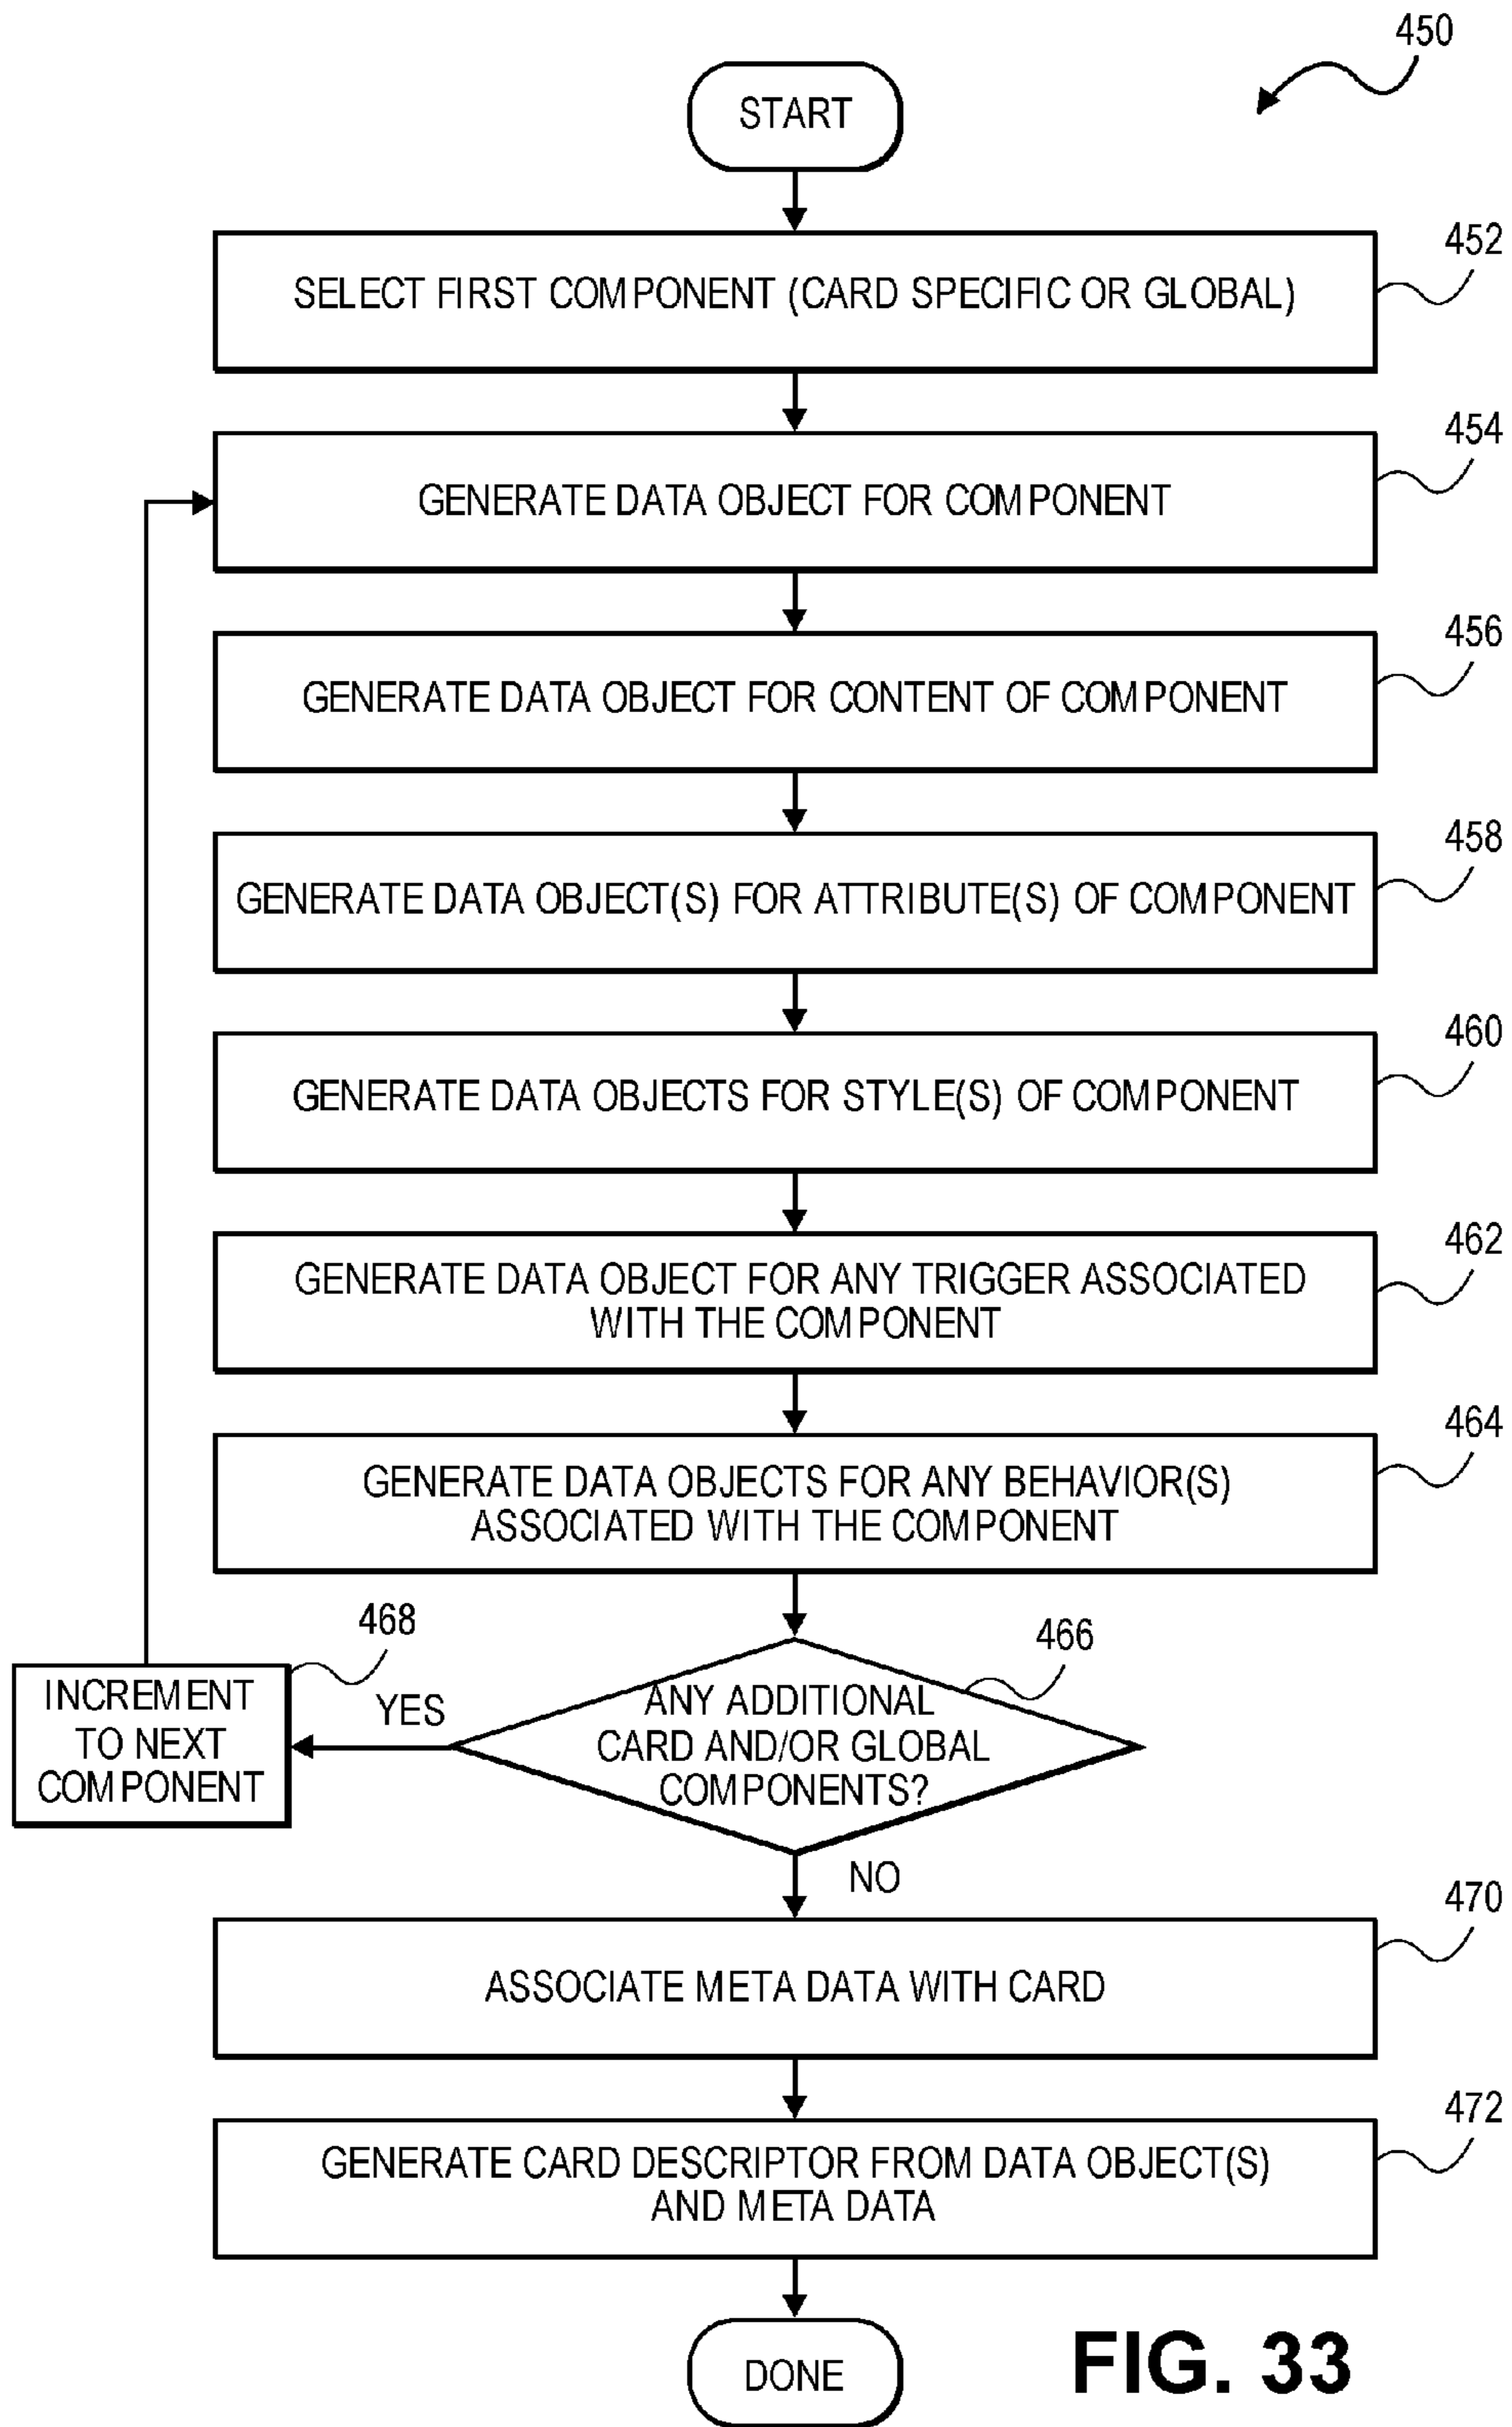 450
START
452
SELECT FIRST COMPONENT (CARD SPECIFIC OR GLOBAL)
454
GENERATE DATA OBJECT FOR COMPONENT
456
GENERATE DATA OBJECT FOR CONTENT OF COMPONENT
458
GENERATE DATA OBJECT(S) FOR ATTRIBUTE(S) OF COMPONENT
460
GENERATE DATA OBJECTS FOR STYLE(S) OF COMPONENT
462
GENERATE DATA OBJECT FOR ANY TRIGGER ASSOCIATED
WITH THE COMPONENT
464
GENERATE DATA OBJECTS FOR ANY BEHAVIOR(S)
ASSOCIATED WITH THE COMPONENT
468
466
INCREMENT
TO NEXT
COMPONENT
YES
ANY ADDITIONAL
CARD AND/OR GLOBAL
COMPONENTS?
NO
470
ASSOCIATE META DATA WITH CARD
472
GENERATE CARD DESCRIPTOR FROM DATA OBJECT(S)
AND META DATA
DONE
FIG. 33